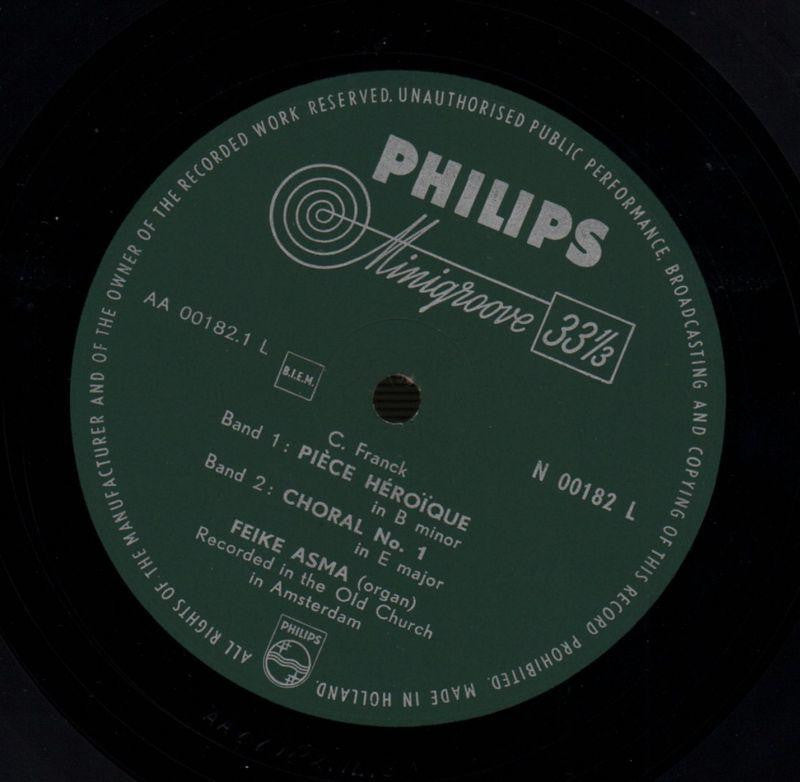 ALL RIGHTS OF THE MANUFACTURER AND OF THE OWNER OF THE RECORDED WORK RESERVED. UNAUTHORISED PUBLIC PERFORMANCE, BROADCASTING AND COPYING OF THIS RECORD PROHIBITED. MADE IN HOLLAND.
PHILIPS
Minigroove 33⅓
AA 00182.1 L
B.I.E.M.
N 00182 L
C. Franck
Band 1: PIÈCE HÉROÏQUE
in B minor
Band 2: CHORAL No. 1
in E major
FEIKE ASMA (organ)
Recorded in the Old Church
in Amsterdam
PHILIPS